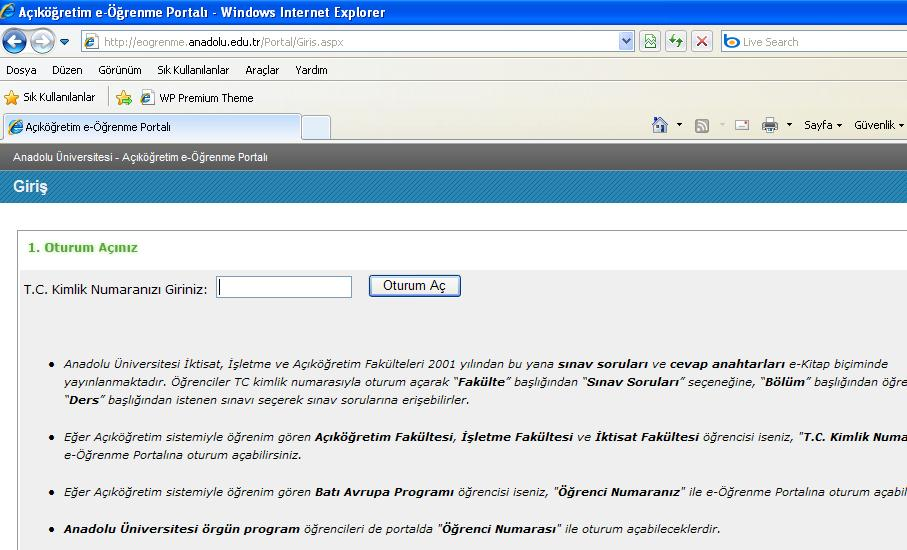 Açıköğretim e-Öğrenme Portalı - Windows Internet Explorer
http://eogrenme.anadolu.edu.tr/Portal/Giris.aspx
Live Search
Dosya Düzen Görünüm Sık Kullanılanlar Araçlar Yardım
Sık Kullanılanlar WP Premium Theme
Açıköğretim e-Öğrenme Portalı
Sayfa Güvenlik
Anadolu Üniversitesi - Açıköğretim e-Öğrenme Portalı
Giriş
1. Oturum Açınız
T.C. Kimlik Numaranızı Giriniz: Oturum Aç
• Anadolu Üniversitesi İktisat, İşletme ve Açıköğretim Fakülteleri 2001 yılından bu yana sınav soruları ve cevap anahtarları e-Kitap biçiminde
yayınlanmaktadır. Öğrenciler TC kimlik numarasıyla oturum açarak “Fakülte” başlığından “Sınav Soruları” seçeneğine, “Bölüm” başlığından öğre
“Ders” başlığından istenen sınavı seçerek sınav sorularına erişebilirler.
• Eğer Açıköğretim sistemiyle öğrenim gören Açıköğretim Fakültesi, İşletme Fakültesi ve İktisat Fakültesi öğrencisi iseniz, "T.C. Kimlik Numa
e-Öğrenme Portalına oturum açabilirsiniz.
• Eğer Açıköğretim sistemiyle öğrenim gören Batı Avrupa Programı öğrencisi iseniz, "Öğrenci Numaranız" ile e-Öğrenme Portalına oturum açabil
• Anadolu Üniversitesi örgün program öğrencileri de portalda "Öğrenci Numarası" ile oturum açabileceklerdir.